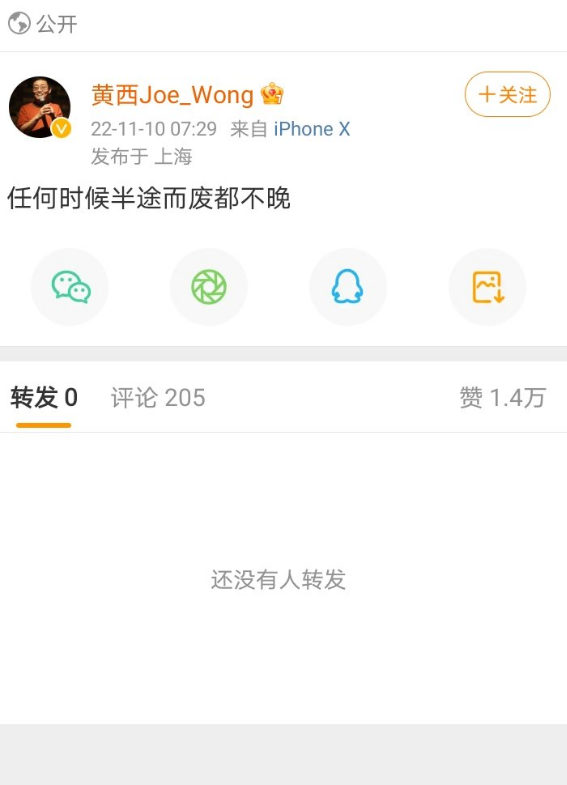 公开
黄西Joe_Wong
+关注
22-11-10 07:29 来自 iPhone X
发布于 上海
任何时候半途而废都不晚
转发 0 评论 205 赞 1.4万
还没有人转发